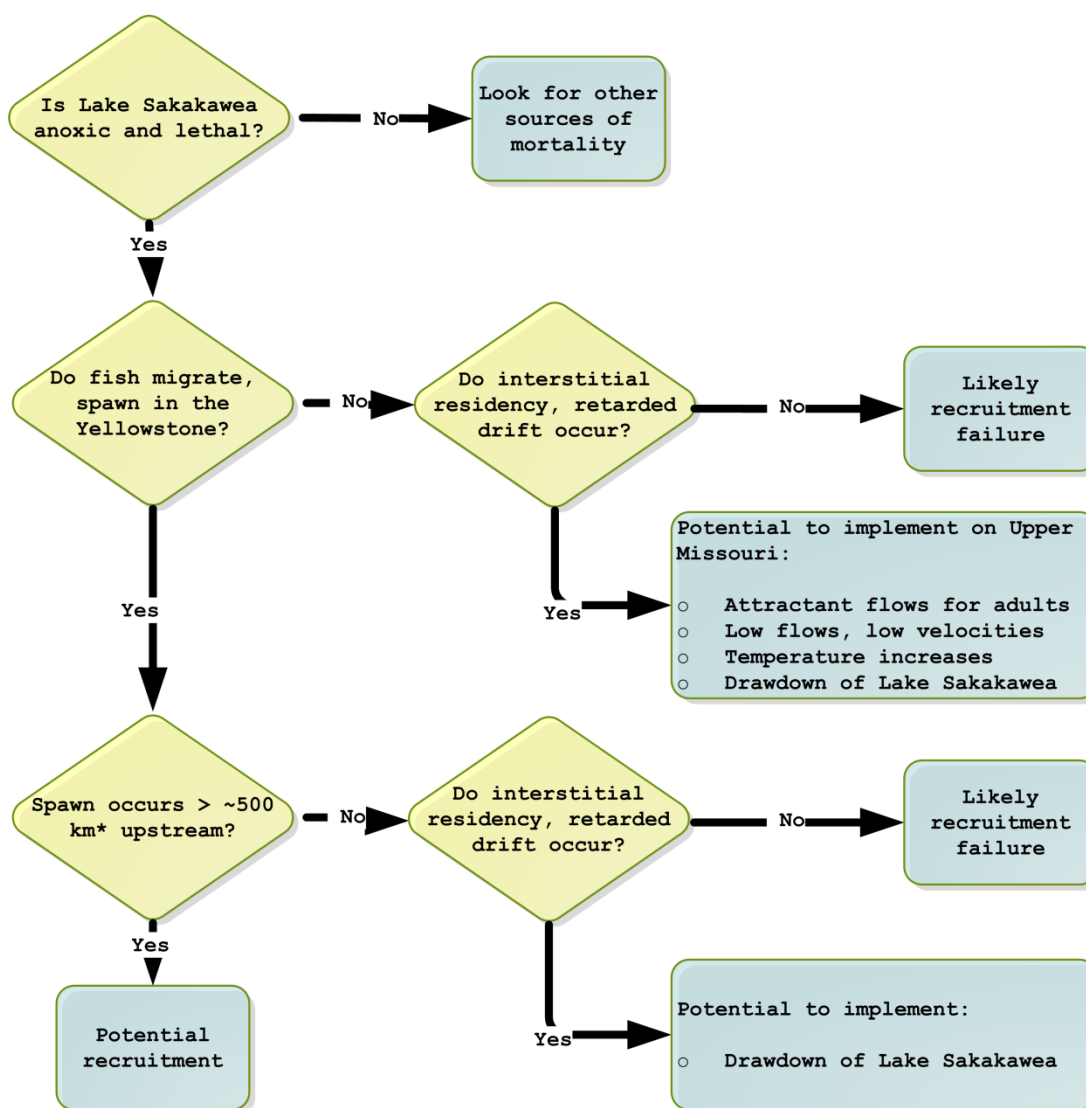 Is Lake Sakakawea
anoxic and lethal?
No
Look for other
sources of
mortality
Yes
Do fish migrate,
spawn in the
Yellowstone?
No
Do interstitial
residency, retarded
drift occur?
No
Likely
recruitment
failure
Yes
Potential to implement on Upper
Missouri:
○ Attractant flows for adults
○ Low flows, low velocities
○ Temperature increases
○ Drawdown of Lake Sakakawea
Yes
Spawn occurs > ~500
km* upstream?
No
Do interstitial
residency, retarded
drift occur?
No
Likely
recruitment
failure
Yes
Potential
recruitment
Yes
Potential to implement:
○ Drawdown of Lake Sakakawea